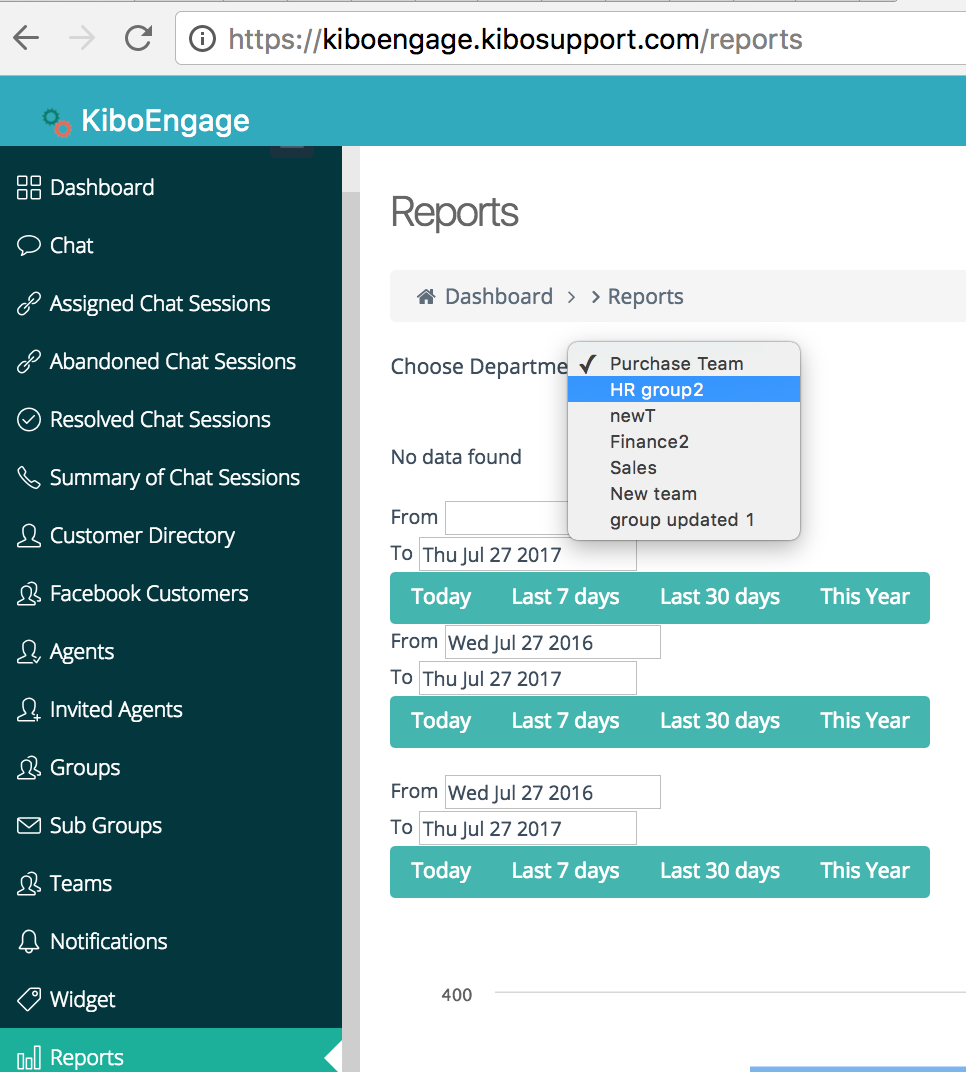 https://kiboengage.kibosupport.com/reports
KiboEngage
Dashboard
Chat
Assigned Chat Sessions
Abandoned Chat Sessions
Resolved Chat Sessions
Summary of Chat Sessions
Customer Directory
Facebook Customers
Agents
Invited Agents
Groups
Sub Groups
Teams
Notifications
Widget
Reports
Reports
Dashboard > > Reports
Choose Departme
Purchase Team
HR group2
newT
Finance2
Sales
New team
group updated 1
No data found
From
To Thu Jul 27 2017
Today Last 7 days Last 30 days This Year
From Wed Jul 27 2016
To Thu Jul 27 2017
Today Last 7 days Last 30 days This Year
From Wed Jul 27 2016
To Thu Jul 27 2017
Today Last 7 days Last 30 days This Year
400